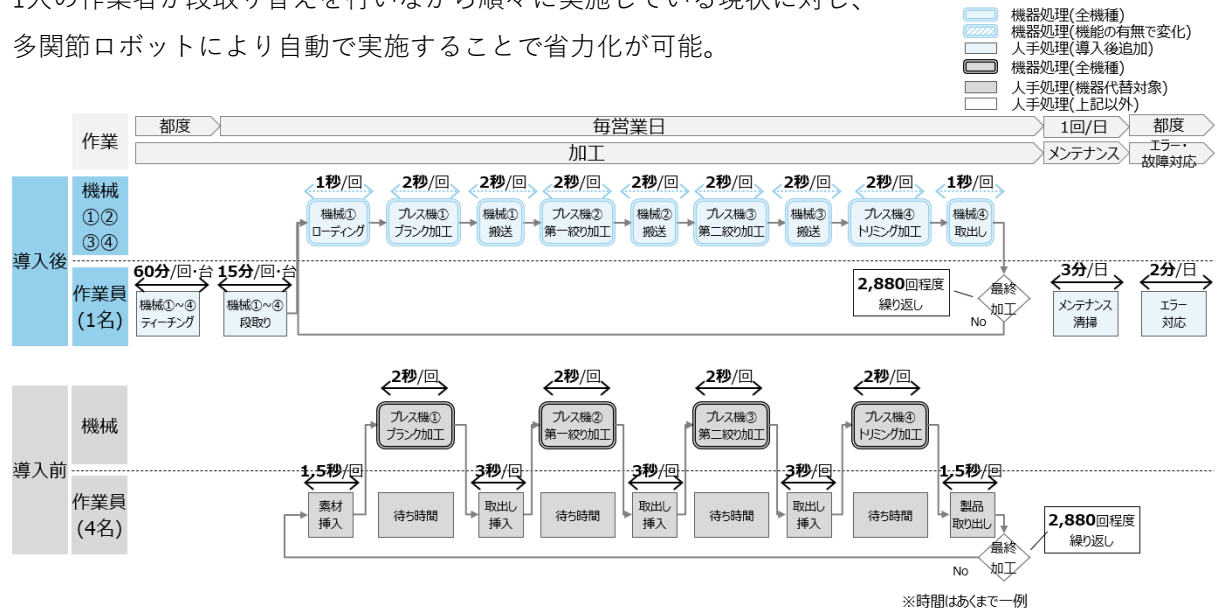 1人の作業者が段取り替えを行いながら順々に実施している現状に対し、
多関節ロボットにより自動で実施することで省力化が可能。
機器処理(全機種)
機器処理(機能の有無で変化)
人手処理(導入後追加)
機器処理(全機種)
人手処理(機器代替対象)
人手処理(上記以外)
作業
都度
毎営業日
1回/日
都度
加工
メンテナンス
エラー・
故障対応
導入後
機械
①②
③④
1秒/回
2秒/回
2秒/回
2秒/回
2秒/回
2秒/回
2秒/回
2秒/回
1秒/回
機械①
ローディング
プレス機①
ブランク加工
機械①
搬送
プレス機②
第一絞り加工
機械②
搬送
プレス機③
第二絞り加工
機械③
搬送
プレス機④
トリミング加工
機械④
取出し
作業員
(1名)
60分/回・台
15分/回・台
機械①~④
ティーチング
機械①~④
段取り
2,880回程度
繰り返し
最終
加工
No
3分/日
メンテナンス
清掃
2分/日
エラー
対応
導入前
機械
2秒/回
2秒/回
2秒/回
2秒/回
プレス機①
ブランク加工
プレス機②
第一絞り加工
プレス機③
第二絞り加工
プレス機④
トリミング加工
作業員
(4名)
1.5秒/回
3秒/回
3秒/回
3秒/回
1.5秒/回
素材
挿入
待ち時間
取出し
挿入
待ち時間
取出し
挿入
待ち時間
取出し
挿入
待ち時間
製品
取り出し
2,880回程度
繰り返し
最終
加工
No
※時間はあくまで一例